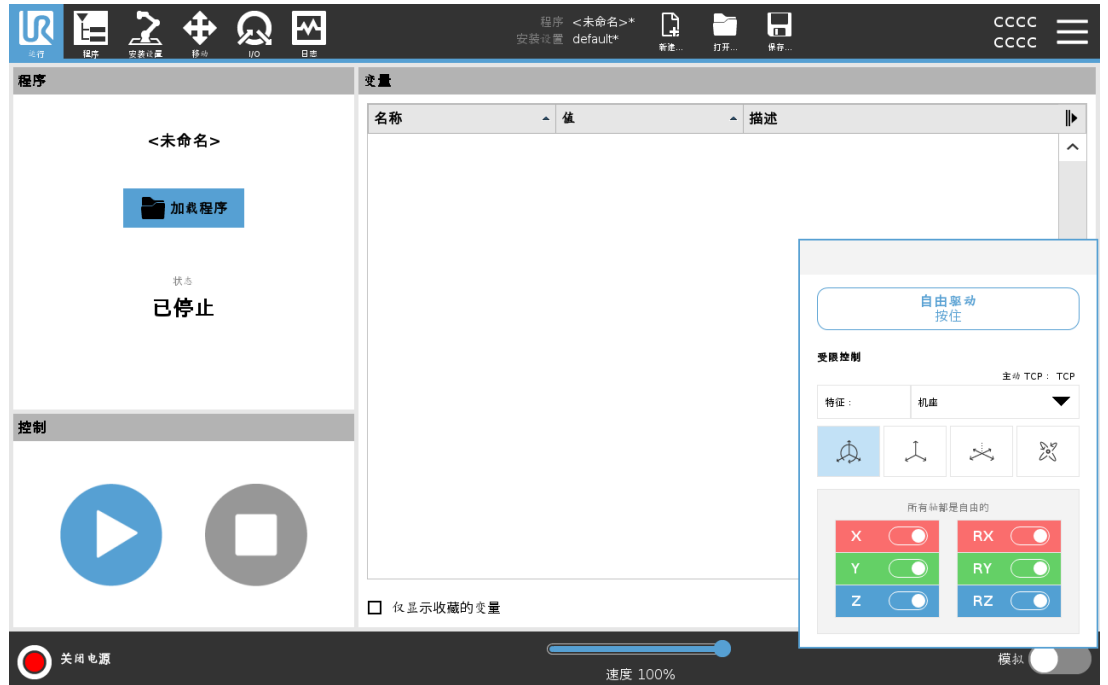 程序 <未命名>*
安装设置 default*
CCCC
CCCC
运行
程序
安装设置
移动
I/O
日志
新建...
打开...
保存...
程序
变量
名称
值
描述
<未命名>
加载程序
状态
已停止
控制
自由驱动
按住
受限控制
主动 TCP： TCP
特征：
机座
所有轴都是自由的
X
RX
Y
RY
Z
RZ
仅显示收藏的变量
关闭电源
速度 100%
模拟